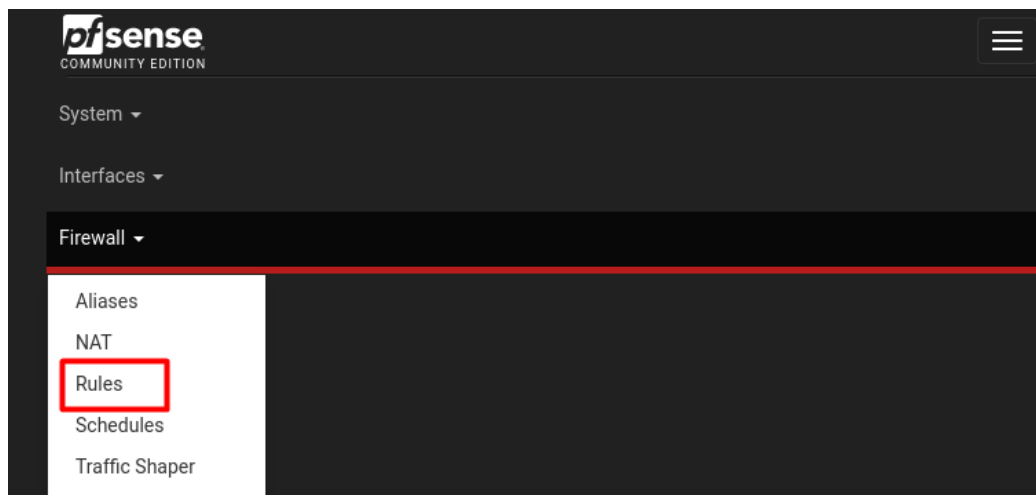 pfsense
COMMUNITY EDITION
System
Interfaces
Firewall
Aliases
NAT
Rules
Schedules
Traffic Shaper